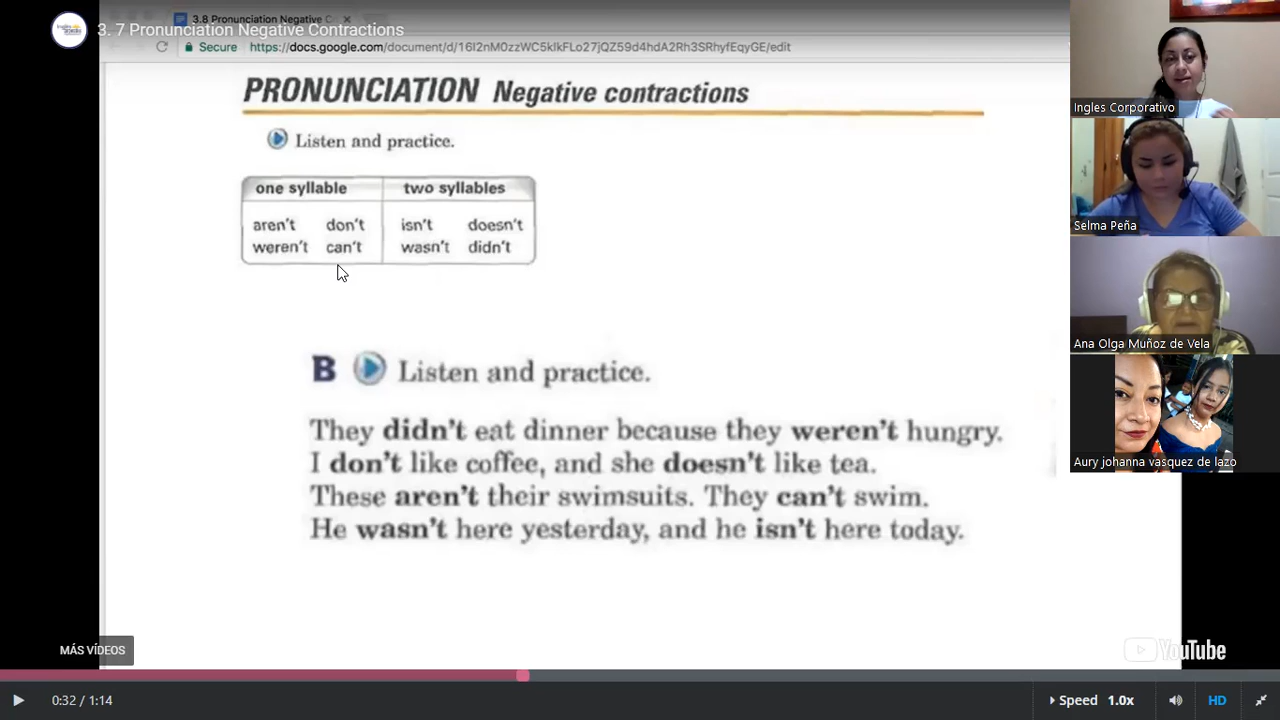 3.8 Pronunciation Negative C
3. 7 Pronunciation Negative Contractions
Secure https://docs.google.com/document/d/16I2nM0zzWC5klkFLo27jQZ59d4hdA2Rh3SRhyfEqyGE/edit
PRONUNCIATION Negative contractions
Listen and practice.
one syllable two syllables
aren't don't isn't doesn't
weren't can't wasn't didn't
B Listen and practice.
They didn't eat dinner because they weren't hungry.
I don't like coffee, and she doesn't like tea.
These aren't their swimsuits. They can't swim.
He wasn't here yesterday, and he isn't here today.
Ingles Corporativo
Selma Peña
Ana Olga Muñoz de Vela
Aury johanna vasquez de lazo
MÁS VÍDEOS
YouTube
0:32 / 1:14
Speed 1.0x
HD